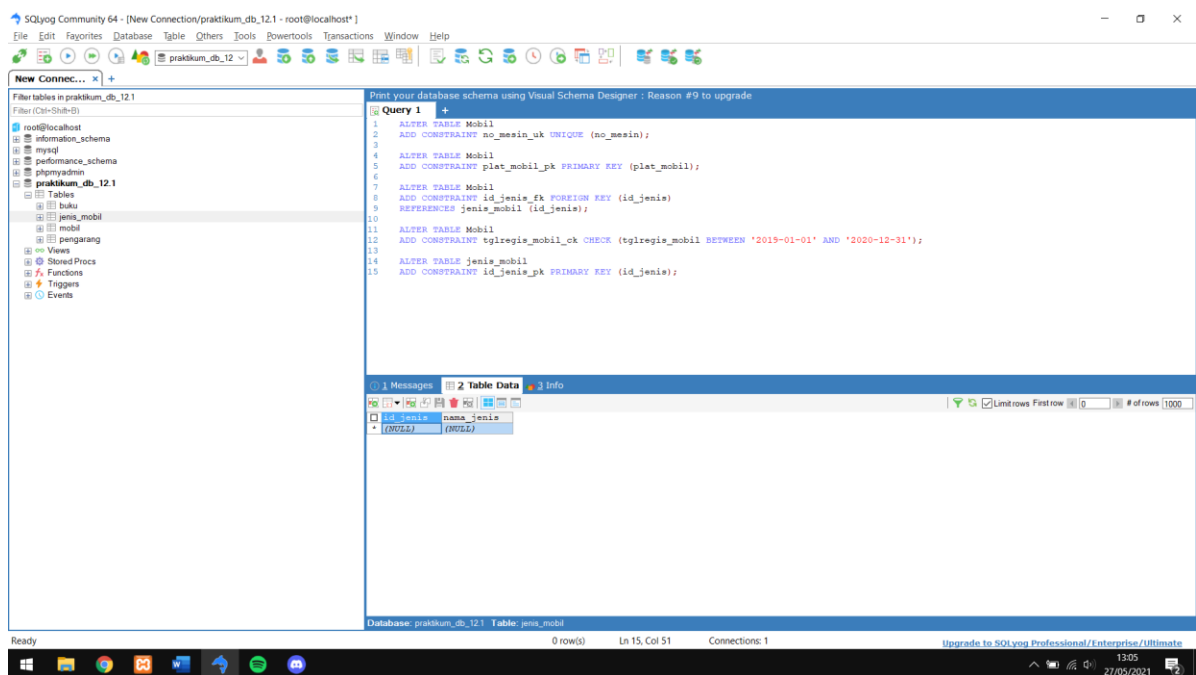 SQLyog Community 64 - [New Connection/praktikum_db_12.1 - root@localhost* ]
File Edit Favorites Database Table Others Tools Powertools Transactions Window Help
praktikum_db_12
New Connec... × +
Filter tables in praktikum_db_12.1
Filter (Ctrl+Shift+B)
root@localhost
information_schema
mysql
performance_schema
phpmyadmin
praktikum_db_12.1
Tables
buku
jenis_mobil
mobil
pengarang
Views
Stored Procs
Functions
Triggers
Events
Print your database schema using Visual Schema Designer : Reason #9 to upgrade
Query 1 +
1 ALTER TABLE Mobil
2 ADD CONSTRAINT no_mesin_uk UNIQUE (no_mesin);
3
4 ALTER TABLE Mobil
5 ADD CONSTRAINT plat_mobil_pk PRIMARY KEY (plat_mobil);
6
7 ALTER TABLE Mobil
8 ADD CONSTRAINT id_jenis_fk FOREIGN KEY (id_jenis)
9 REFERENCES jenis_mobil (id_jenis);
10
11 ALTER TABLE Mobil
12 ADD CONSTRAINT tglregis_mobil_ck CHECK (tglregis_mobil BETWEEN '2019-01-01' AND '2020-12-31');
13
14 ALTER TABLE jenis_mobil
15 ADD CONSTRAINT id_jenis_pk PRIMARY KEY (id_jenis);
1 Messages 2 Table Data 3 Info
Limit rows First row 0 # of rows 1000
id_jenis nama_jenis
* (NULL) (NULL)
Database: praktikum_db_12.1 Table: jenis_mobil
Ready 0 row(s) Ln 15, Col 51 Connections: 1 Upgrade to SQLyog Professional/Enterprise/Ultimate
13:05
27/05/2021 2